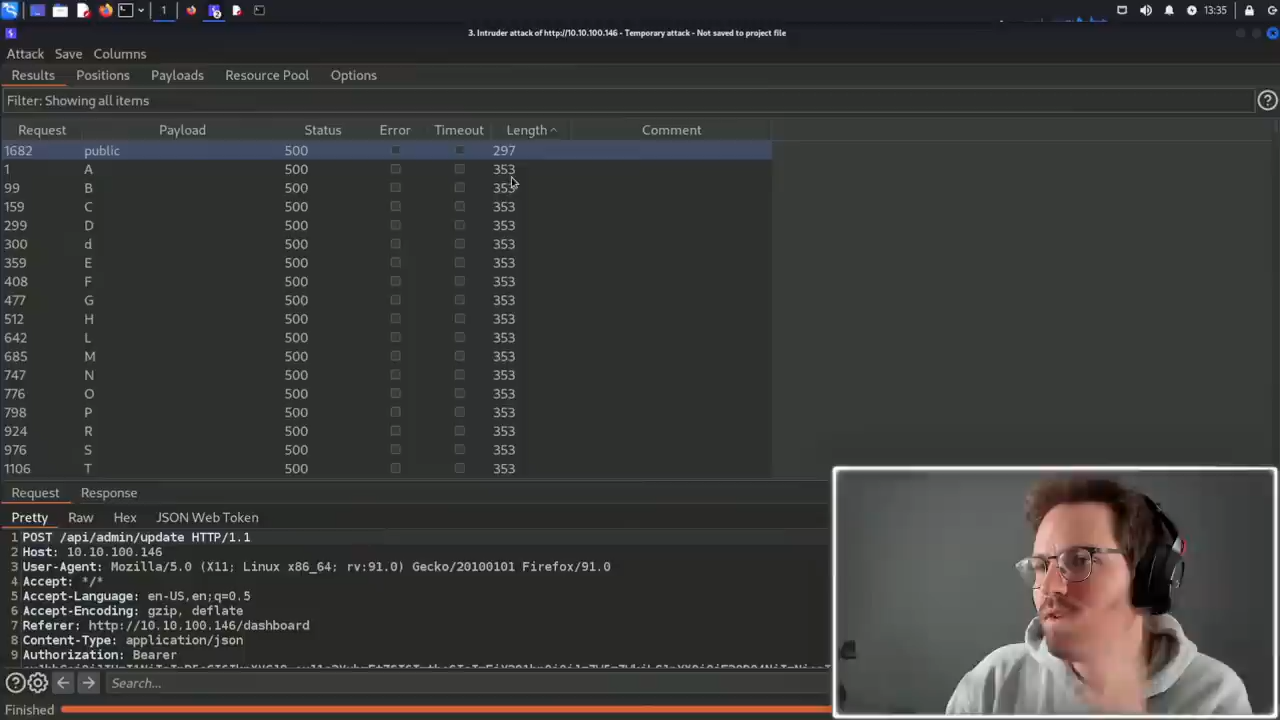 1
2
13:35
3. Intruder attack of http://10.10.100.146 - Temporary attack - Not saved to project file
Attack Save Columns
Results Positions Payloads Resource Pool Options
Filter: Showing all items
?
Request Payload Status Error Timeout Length Comment
1682 public 500 297
1 A 500 353
99 B 500 353
159 C 500 353
299 D 500 353
300 d 500 353
359 E 500 353
408 F 500 353
477 G 500 353
512 H 500 353
642 L 500 353
685 M 500 353
747 N 500 353
776 O 500 353
798 P 500 353
924 R 500 353
976 S 500 353
1106 T 500 353
Request Response
Pretty Raw Hex JSON Web Token
1 POST /api/admin/update HTTP/1.1
2 Host: 10.10.100.146
3 User-Agent: Mozilla/5.0 (X11; Linux x86_64; rv:91.0) Gecko/20100101 Firefox/91.0
4 Accept: */*
5 Accept-Language: en-US,en;q=0.5
6 Accept-Encoding: gzip, deflate
7 Referer: http://10.10.100.146/dashboard
8 Content-Type: application/json
9 Authorization: Bearer
? Search...
Finished